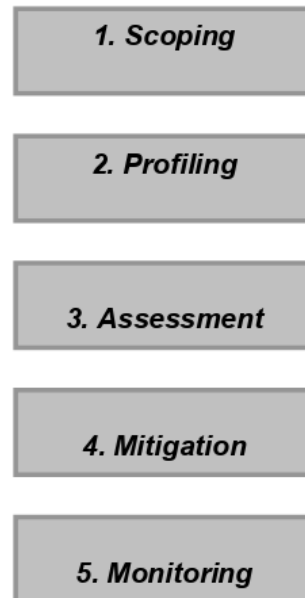 1. Scoping
2. Profiling
3. Assessment
4. Mitigation
5. Monitoring